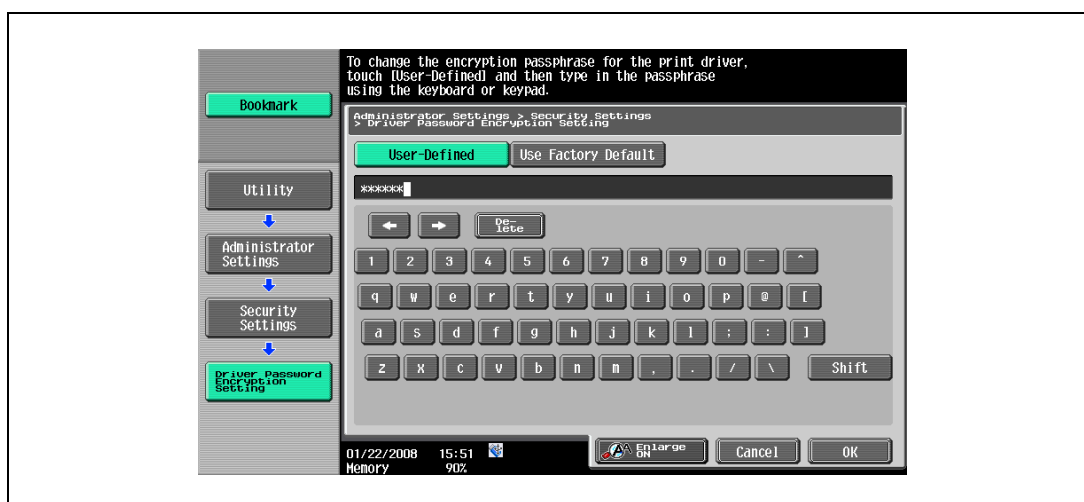 To change the encryption passphrase for the print driver,
touch [User-Defined] and then type in the passphrase
using the keyboard or keypad.
Bookmark
Administrator Settings > Security Settings
> Driver Password Encryption Setting
User-Defined Use Factory Default
Utility
******
De-
lete
Administrator
Settings
1 2 3 4 5 6 7 8 9 0 - ^
q w e r t y u i o p @ [
Security
Settings
a s d f g h j k l ; : ]
z x c v b n m , . / \ Shift
Driver Password
Encryption
Setting
01/22/2008 15:51
Memory 90%
Enlarge
ON
Cancel OK